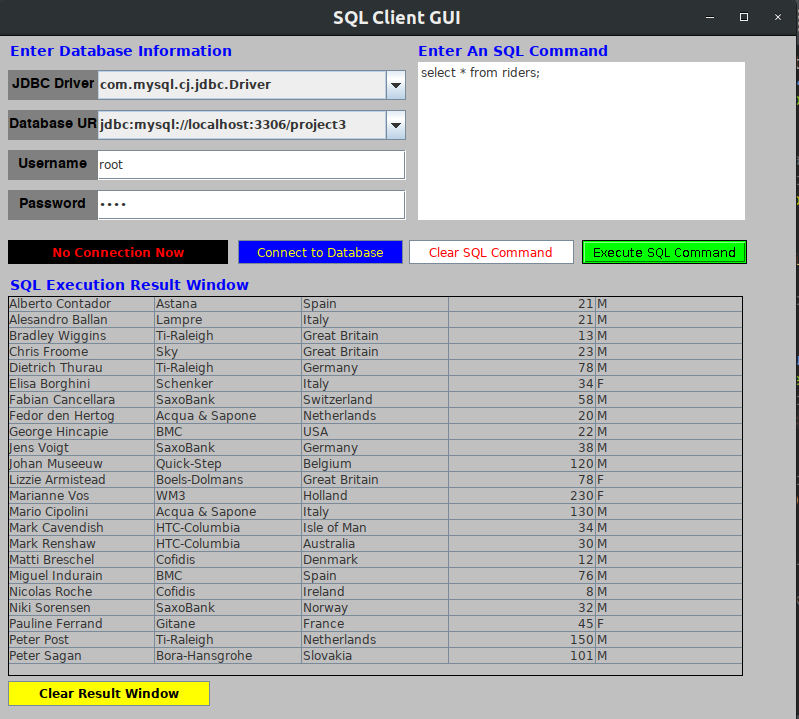 SQL Client GUI
Enter Database Information
Enter An SQL Command
JDBC Driver com.mysql.cj.jdbc.Driver
select * from riders;
Database UR jdbc:mysql://localhost:3306/project3
Username root
Password ••••
No Connection Now Connect to Database Clear SQL Command Execute SQL Command
SQL Execution Result Window
Alberto Contador Astana Spain 21 M
Alesandro Ballan Lampre Italy 21 M
Bradley Wiggins Ti-Raleigh Great Britain 13 M
Chris Froome Sky Great Britain 23 M
Dietrich Thurau Ti-Raleigh Germany 78 M
Elisa Borghini Schenker Italy 34 F
Fabian Cancellara SaxoBank Switzerland 58 M
Fedor den Hertog Acqua & Sapone Netherlands 20 M
George Hincapie BMC USA 22 M
Jens Voigt SaxoBank Germany 38 M
Johan Museeuw Quick-Step Belgium 120 M
Lizzie Armistead Boels-Dolmans Great Britain 78 F
Marianne Vos WM3 Holland 230 F
Mario Cipolini Acqua & Sapone Italy 130 M
Mark Cavendish HTC-Columbia Isle of Man 34 M
Mark Renshaw HTC-Columbia Australia 30 M
Matti Breschel Cofidis Denmark 12 M
Miguel Indurain BMC Spain 76 M
Nicolas Roche Cofidis Ireland 8 M
Niki Sorensen SaxoBank Norway 32 M
Pauline Ferrand Gitane France 45 F
Peter Post Ti-Raleigh Netherlands 150 M
Peter Sagan Bora-Hansgrohe Slovakia 101 M
Clear Result Window